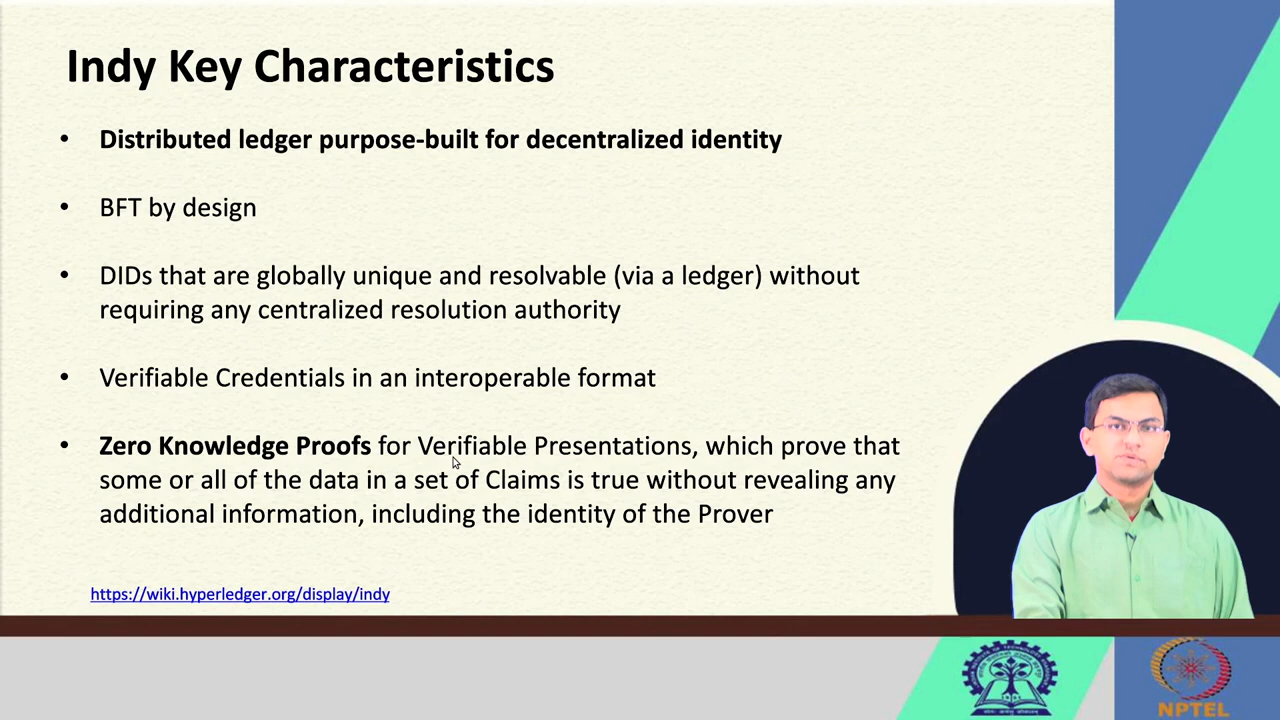 Indy Key Characteristics
• Distributed ledger purpose-built for decentralized identity
• BFT by design
• DIDs that are globally unique and resolvable (via a ledger) without
requiring any centralized resolution authority
• Verifiable Credentials in an interoperable format
• Zero Knowledge Proofs for Verifiable Presentations, which prove that
some or all of the data in a set of Claims is true without revealing any
additional information, including the identity of the Prover
https://wiki.hyperledger.org/display/indy
NPTEL